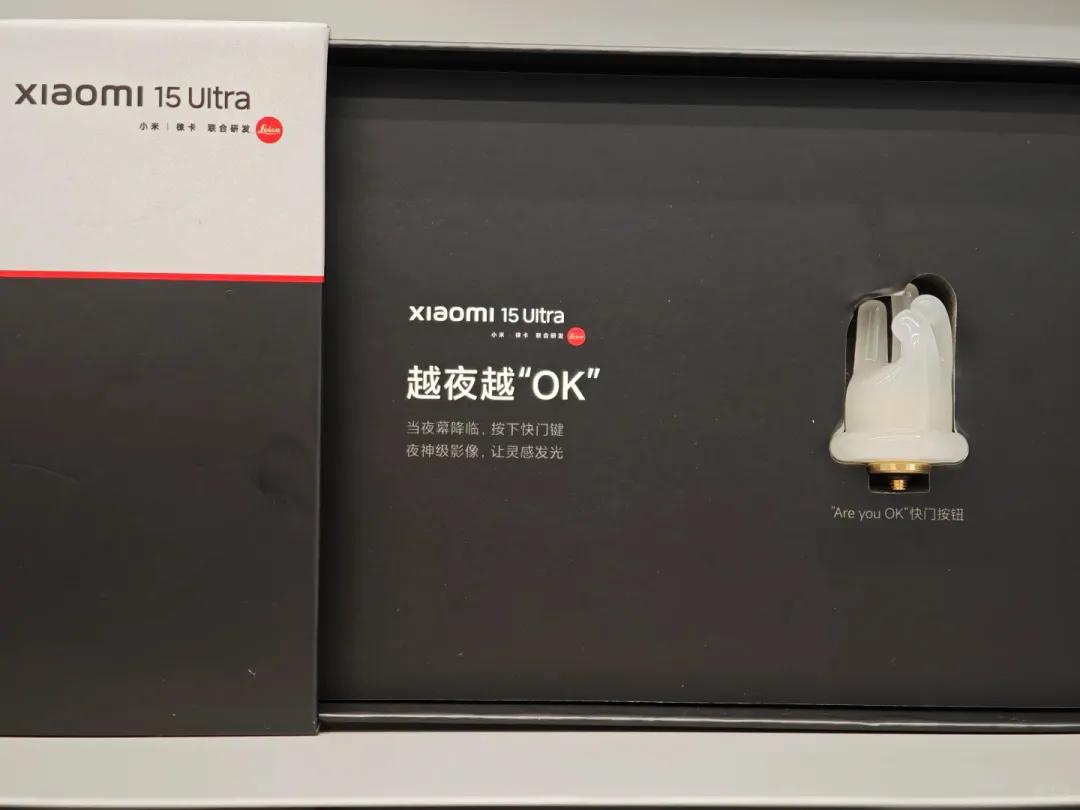 xiaomi 15 Ultra
小米 | 徕卡 联合研发 Leica
xiaomi 15 Ultra
小米 | 徕卡 联合研发 Leica
越夜越“OK”
当夜幕降临，按下快门键
夜神级影像，让灵感发光
“Are you OK”快门按钮